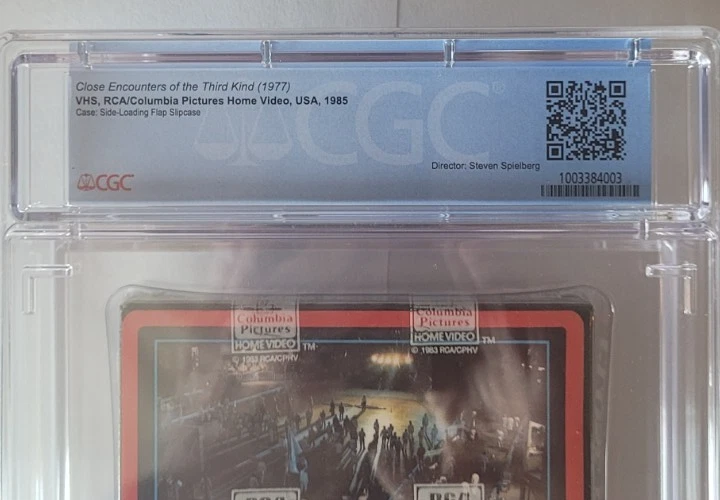 Close Encounters of the Third Kind (1977)
VHS, RCA/Columbia Pictures Home Video, USA, 1985
Case: Side-Loading Flap Slipcase
CGC
Director: Steven Spielberg
CGC
1003384003
Columbia Pictures
HOME VIDEO TM
© 1983 RCA/CPHV
Columbia Pictures
HOME VIDEO TM
© 1983 RCA/CPHV